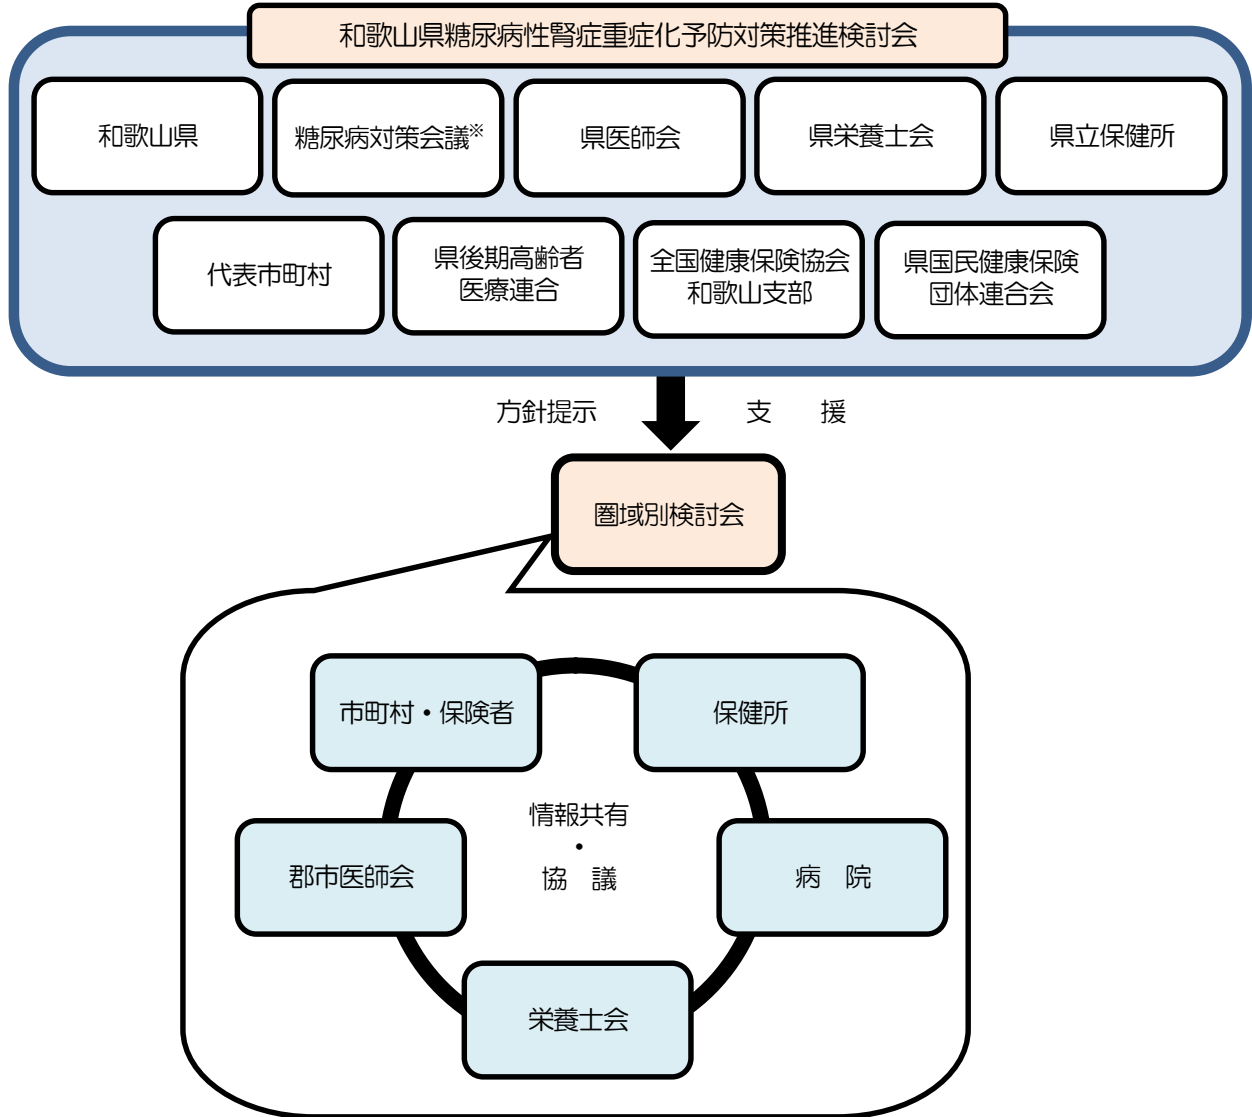 和歌山県糖尿病性腎症重症化予防対策推進検討会
和歌山県
糖尿病対策会議※
県医師会
県栄養士会
県立保健所
代表市町村
県後期高齢者
医療連合
全国健康保険協会
和歌山支部
県国民健康保険
団体連合会
方針提示
支　援
圏域別検討会
市町村・保険者
保健所
情報共有
・
協　議
郡市医師会
病　院
栄養士会